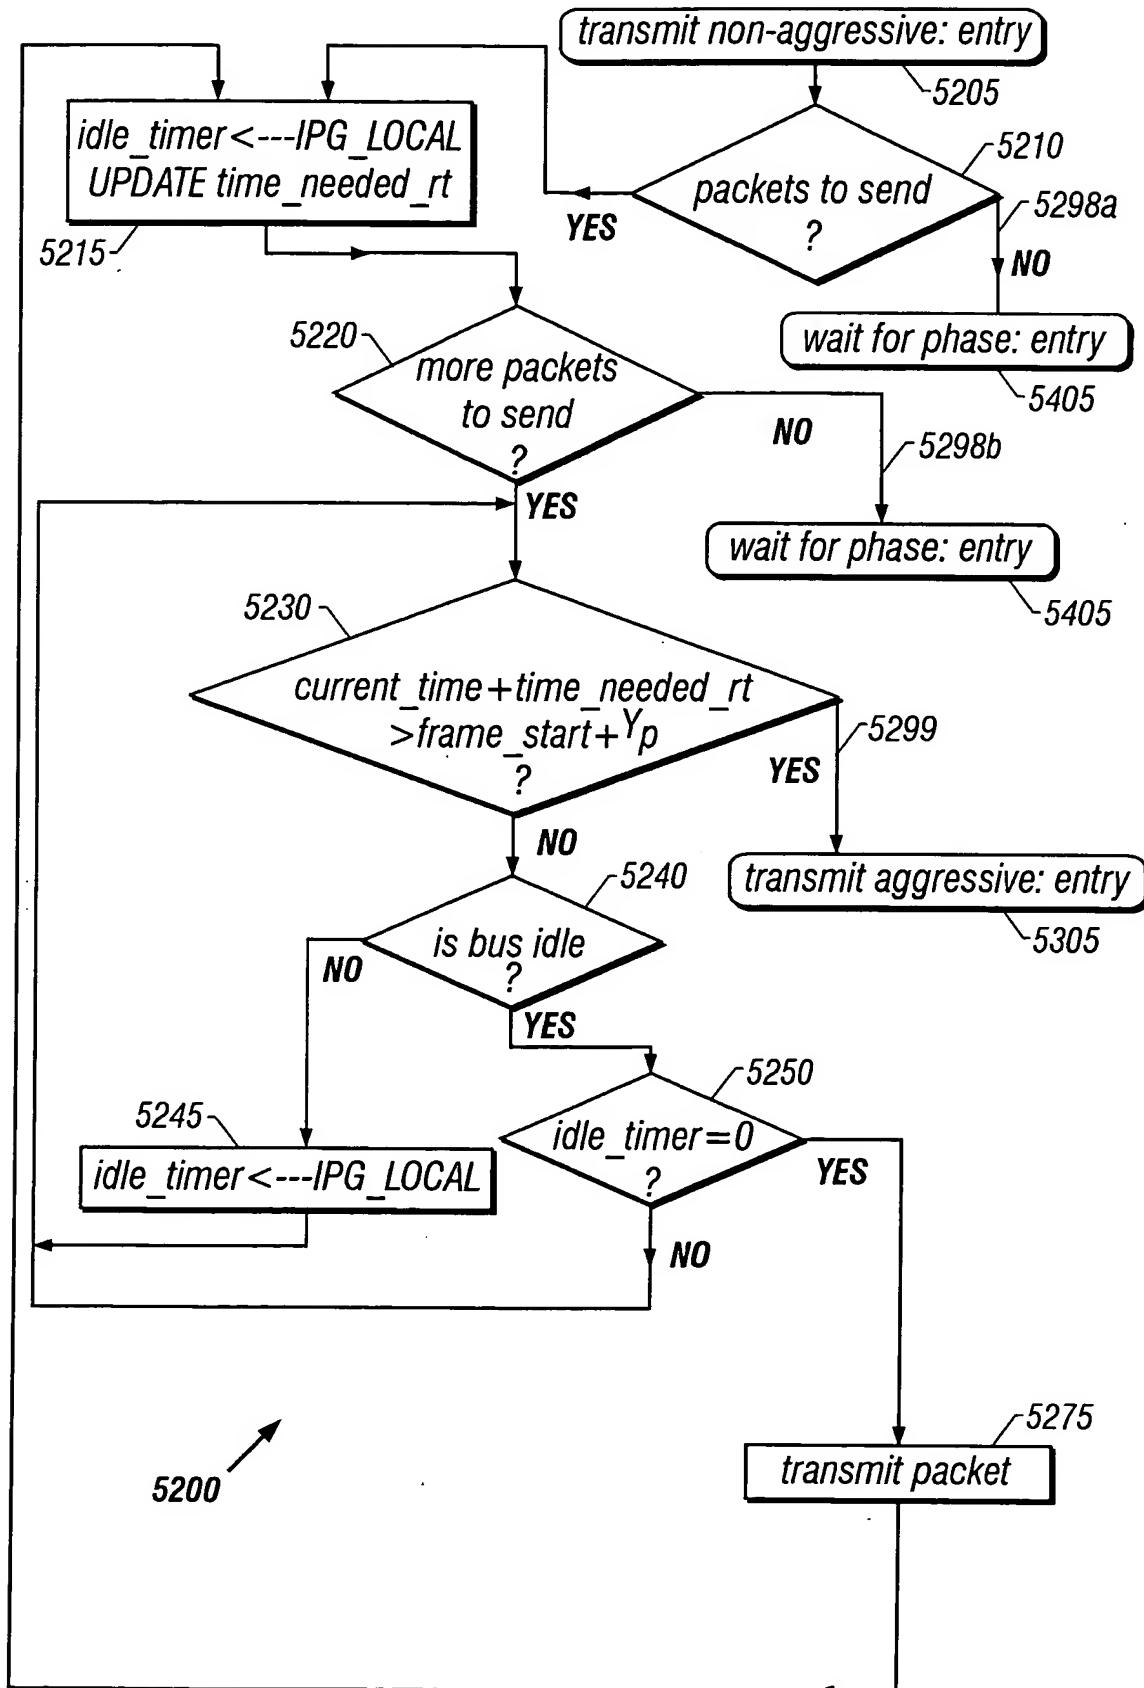 transmit non-aggressive: entry
5205
idle_timer<---IPG_LOCAL
UPDATE time_needed_rt
5215
packets to send
?
5210
YES
5298a
NO
wait for phase: entry
5405
5220
more packets
to send
?
NO
5298b
YES
wait for phase: entry
5405
5230
current_time+time_needed_rt
>frame_start+Yp
?
5299
YES
NO
transmit aggressive: entry
5305
5240
is bus idle
?
NO
YES
5250
idle_timer=0
?
YES
NO
5245
idle_timer<---IPG_LOCAL
5275
transmit packet
5200